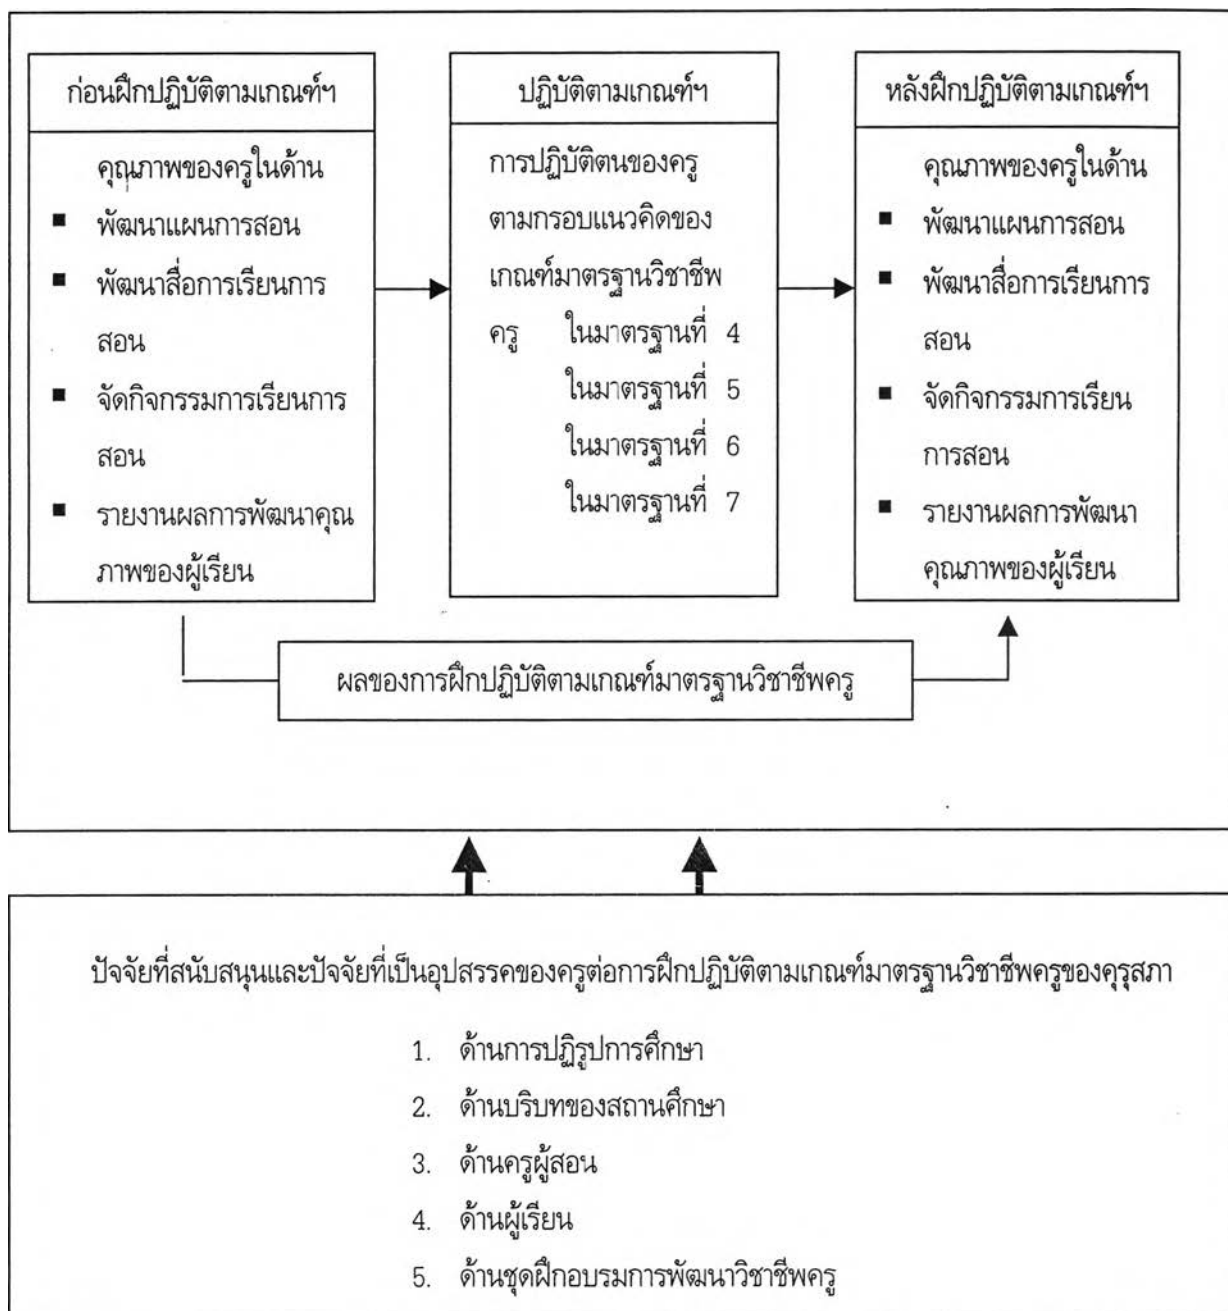 ก่อนฝึกปฏิบัติตามเกณฑ์ฯ
คุณภาพของครูในด้าน
▪ พัฒนาแผนการสอน
▪ พัฒนาสื่อการเรียนการ
สอน
▪ จัดกิจกรรมการเรียนการ
สอน
▪ รายงานผลการพัฒนาคุณ
ภาพของผู้เรียน
ปฏิบัติตามเกณฑ์ฯ
การปฏิบัติตนของครู
ตามกรอบแนวคิดของ
เกณฑ์มาตรฐานวิชาชีพ
ครู ในมาตรฐานที่ 4
ในมาตรฐานที่ 5
ในมาตรฐานที่ 6
ในมาตรฐานที่ 7
หลังฝึกปฏิบัติตามเกณฑ์ฯ
คุณภาพของครูในด้าน
▪ พัฒนาแผนการสอน
▪ พัฒนาสื่อการเรียนการ
สอน
▪ จัดกิจกรรมการเรียน
การสอน
▪ รายงานผลการพัฒนา
คุณภาพของผู้เรียน
ผลของการฝึกปฏิบัติตามเกณฑ์มาตรฐานวิชาชีพครู
ปัจจัยที่สนับสนุนและปัจจัยที่เป็นอุปสรรคของครูต่อการฝึกปฏิบัติตามเกณฑ์มาตรฐานวิชาชีพครูของคุรุสภา
1. ด้านการปฏิรูปการศึกษา
2. ด้านบริบทของสถานศึกษา
3. ด้านครูผู้สอน
4. ด้านผู้เรียน
5. ด้านชุดฝึกอบรมการพัฒนาวิชาชีพครู